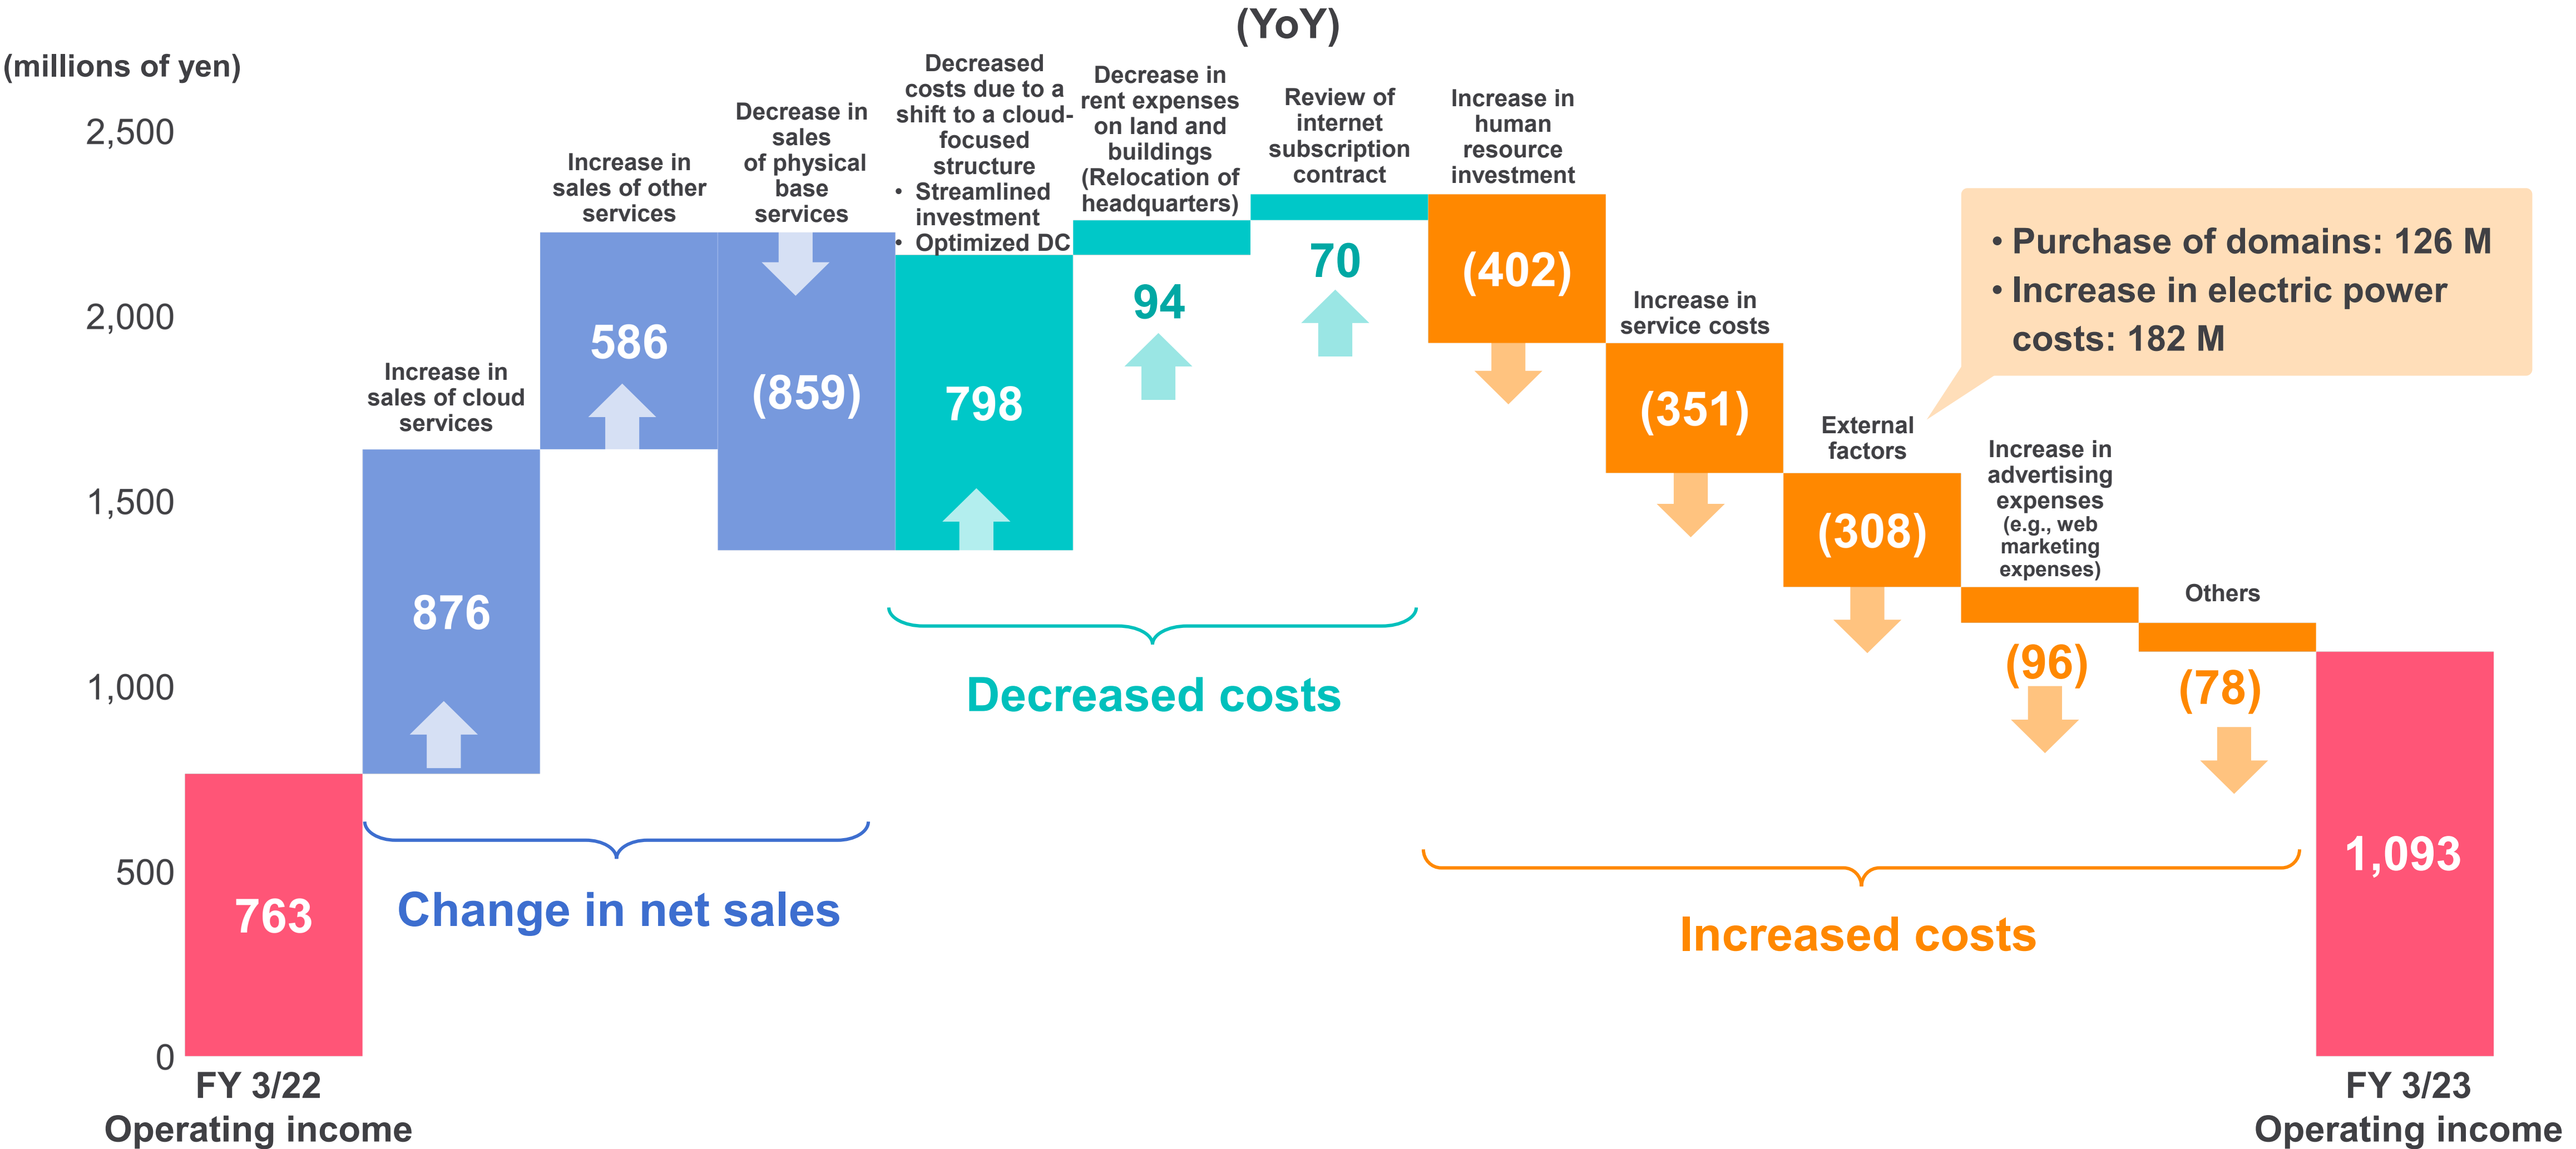 (YoY)
(millions of yen)
2,500
2,000
1,500
1,000
500
0
763
FY 3/22
Operating income
Increase in
sales of cloud
services
876
Increase in
sales of other
services
586
Decrease in
sales
of physical
base
services
(859)
Change in net sales
Decreased
costs due to a
shift to a cloud-
focused
structure
• Streamlined
investment
• Optimized DC
798
Decrease in
rent expenses
on land and
buildings
(Relocation of
headquarters)
94
Review of
internet
subscription
contract
70
Decreased costs
Increase in
human
resource
investment
(402)
Increase in
service costs
(351)
External
factors
(308)
• Purchase of domains: 126 M
• Increase in electric power
costs: 182 M
Increase in
advertising
expenses
(e.g., web
marketing
expenses)
(96)
Others
(78)
Increased costs
1,093
FY 3/23
Operating income